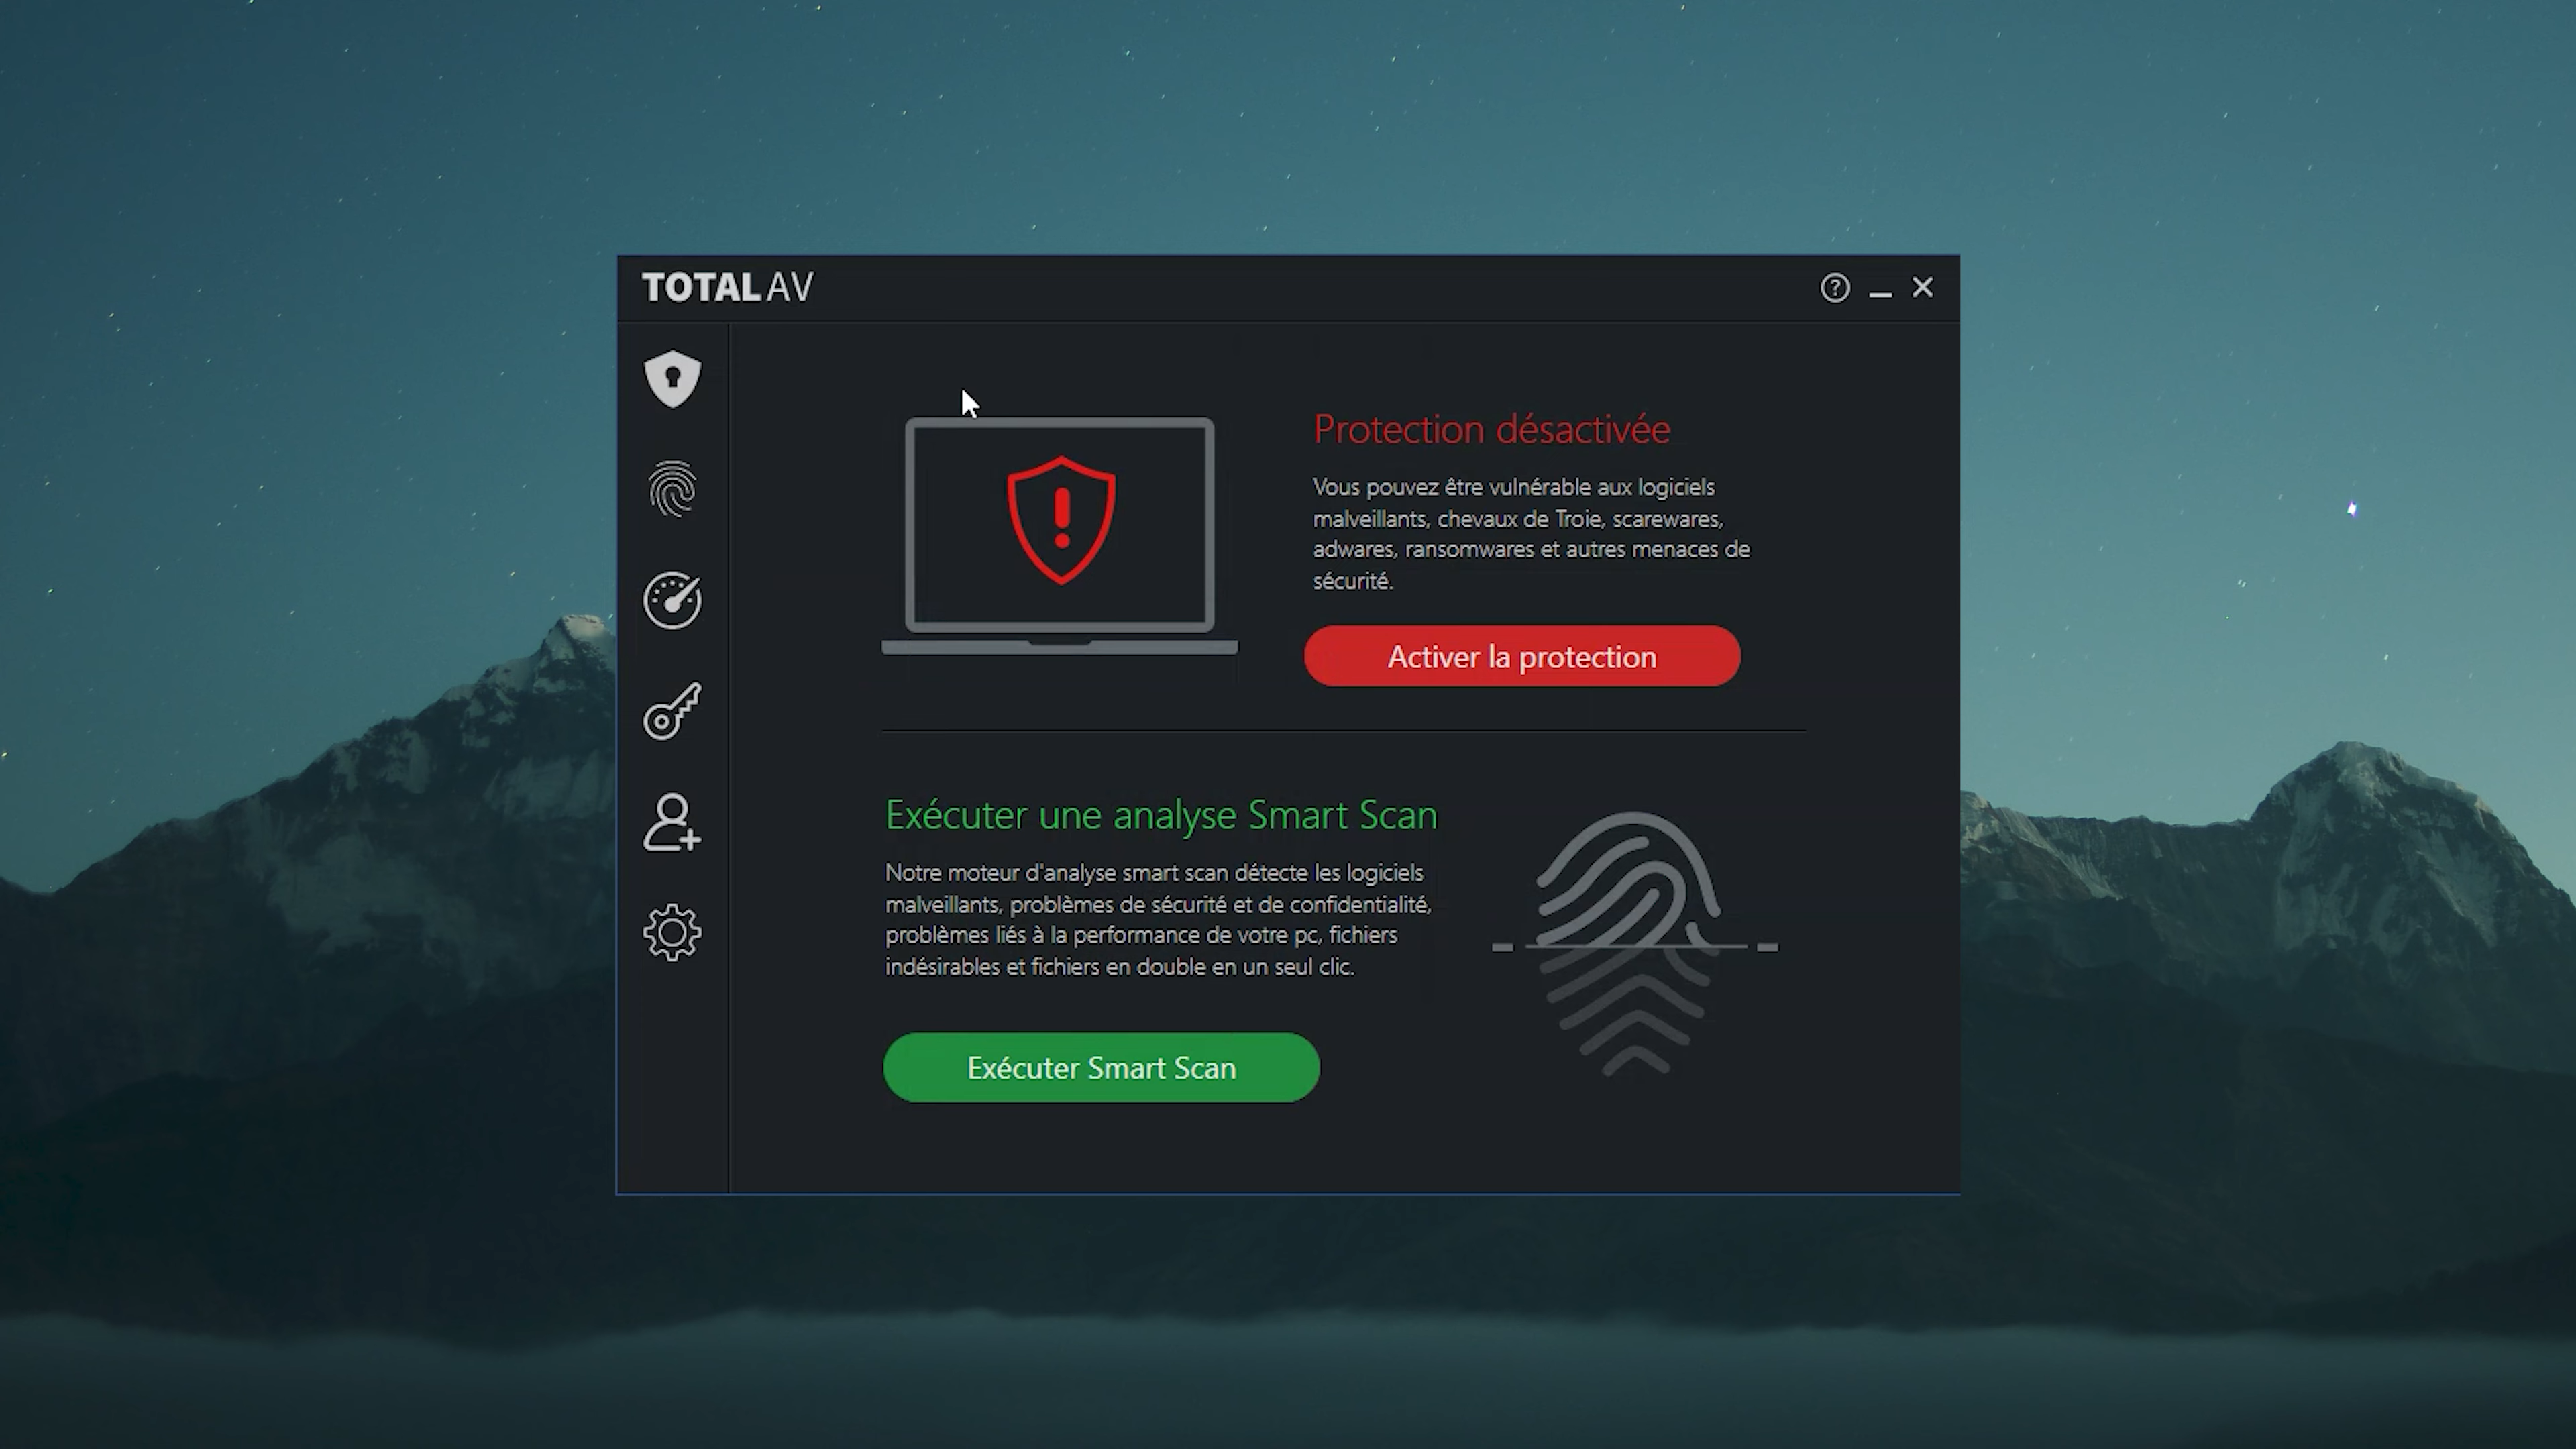 TOTAL AV
Protection désactivée
Vous pouvez être vulnérable aux logiciels
malveillants, chevaux de Troie, scarewares,
adwares, ransomwares et autres menaces de
sécurité.
Activer la protection
Exécuter une analyse Smart Scan
Notre moteur d'analyse smart scan détecte les logiciels
malveillants, problèmes de sécurité et de confidentialité,
problèmes liés à la performance de votre pc, fichiers
indésirables et fichiers en double en un seul clic.
Exécuter Smart Scan